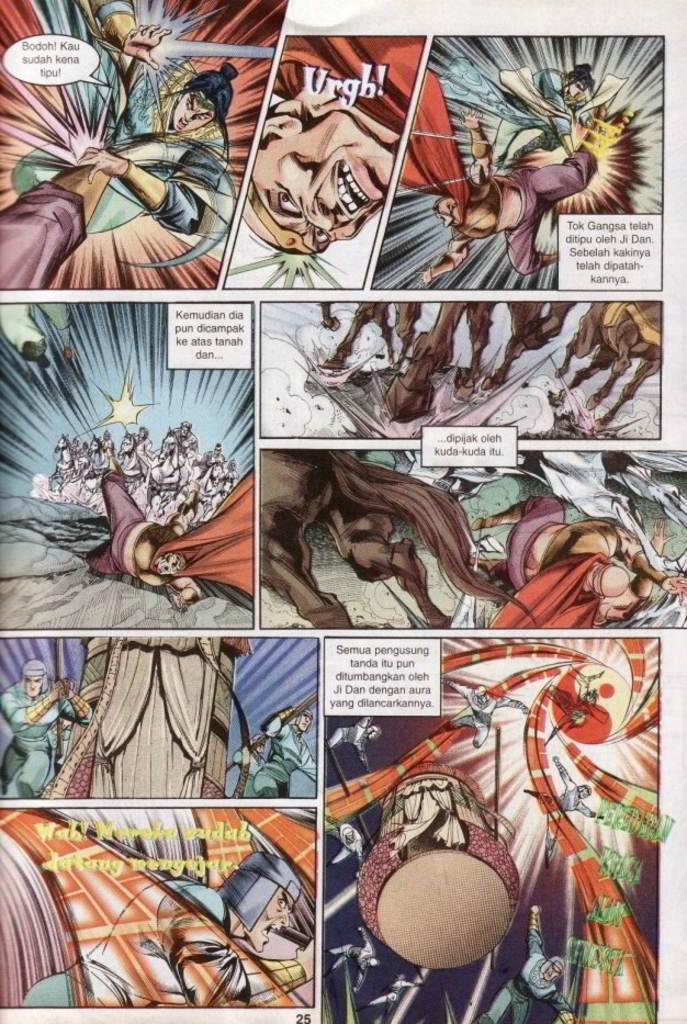 Bodoh! Kau
sudah kena
tipu!
Urgh!
Tok Gangsa telah
ditipu oleh Ji Dan.
Sebelah kakinya
telah dipatah-
kannya.
Kemudian dia
pun dicampak
ke atas tanah
dan...
...dipijak oleh
kuda-kuda itu.
Semua pengusung
tanda itu pun
ditumbangkan oleh
Ji Dan dengan aura
yang dilancarkannya.
Wah! Mereka sudah
datang mengejar.
25